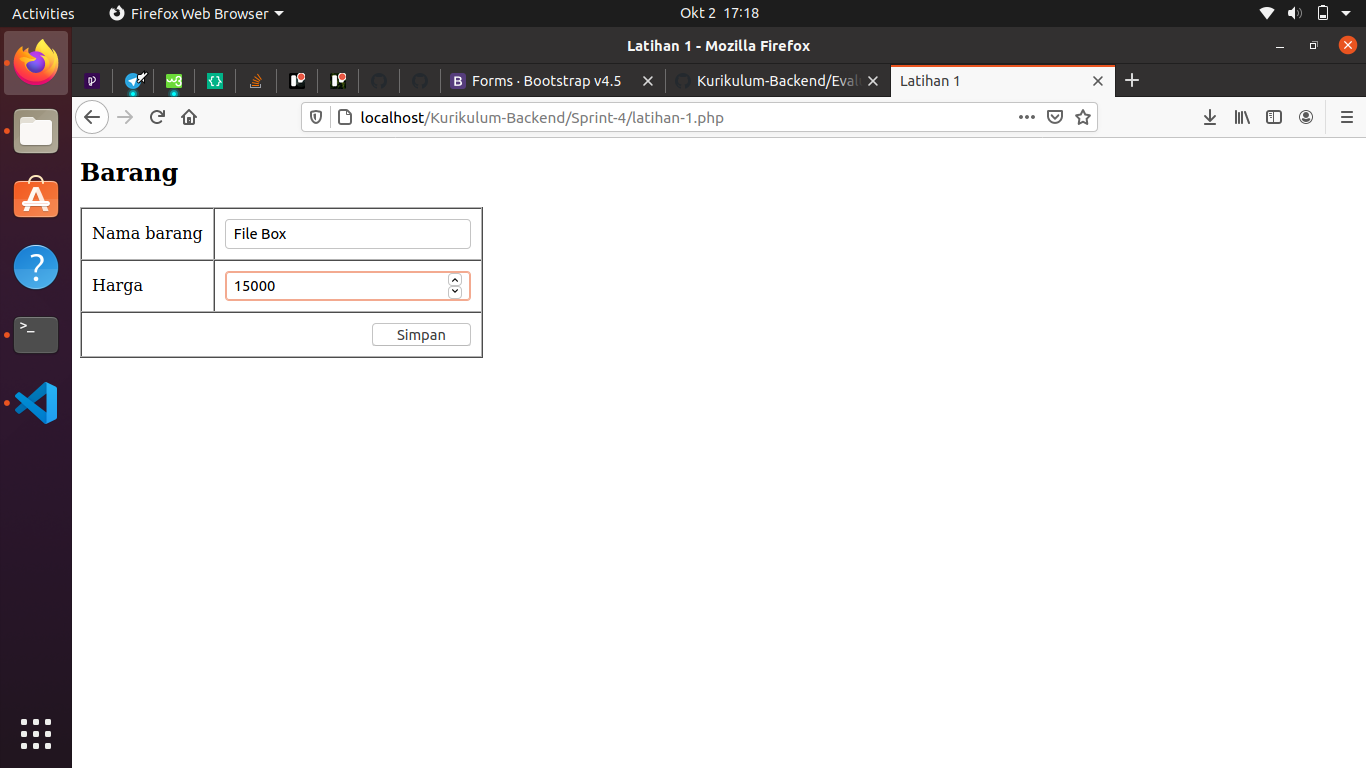 Activities Firefox Web Browser Okt 2 17:18
Latihan 1 - Mozilla Firefox
Forms · Bootstrap v4.5 Kurikulum-Backend/Eval Latihan 1
localhost/Kurikulum-Backend/Sprint-4/latihan-1.php
Barang
Nama barang File Box
Harga 15000
Simpan